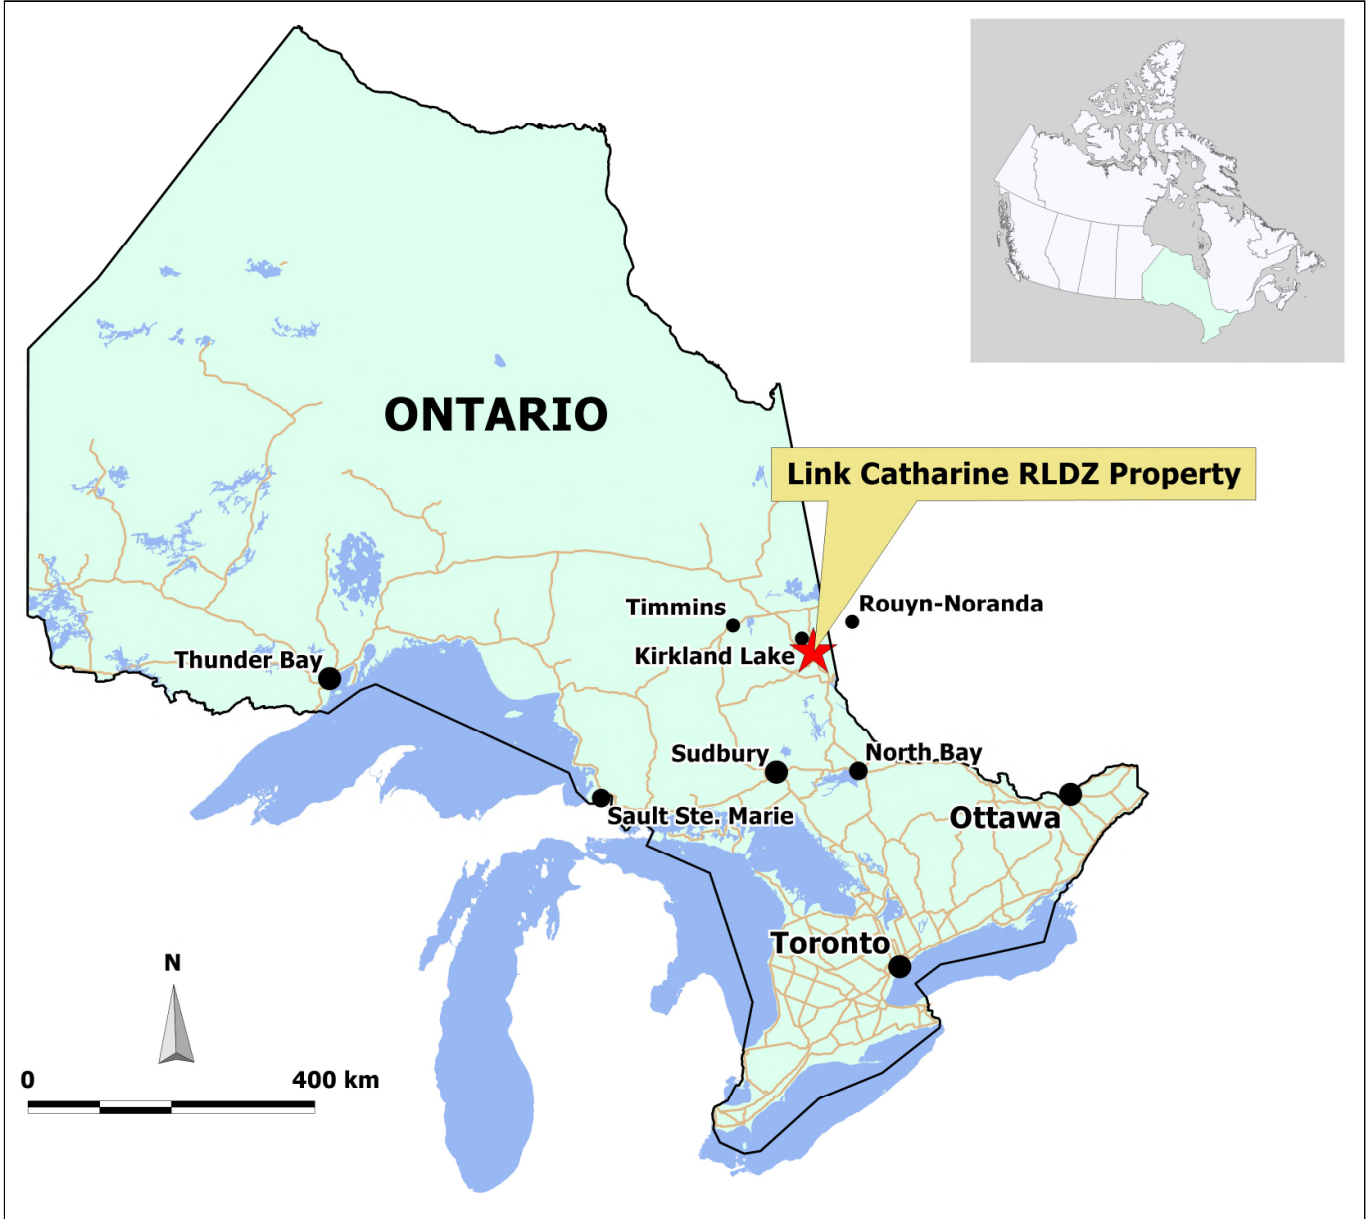 ONTARIO
Link Catharine RLDZ Property
Timmins
Rouyn-Noranda
Kirkland Lake
Thunder Bay
Sudbury
North Bay
Sault Ste. Marie
Ottawa
Toronto
N
0 400 km